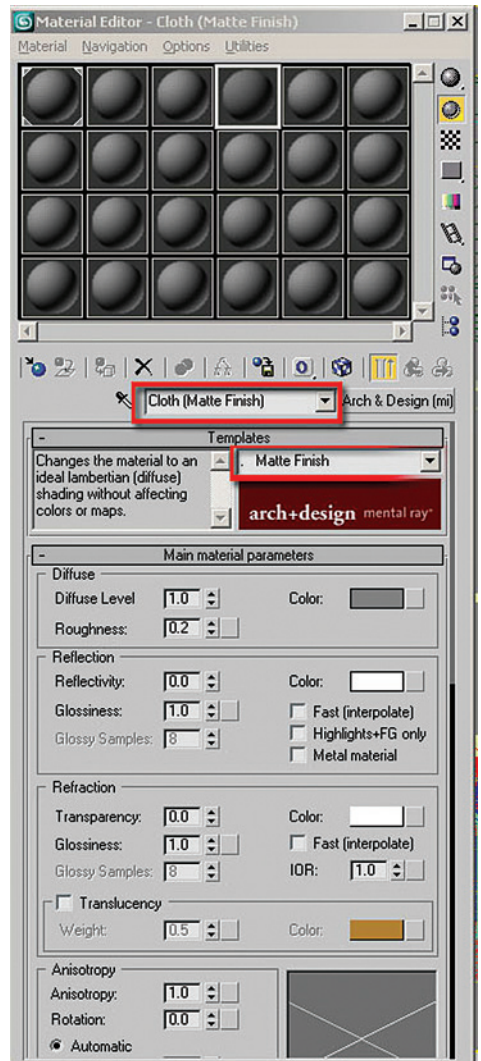 Material Editor - Cloth (Matte Finish)
Material Navigation Options Utilities
Cloth (Matte Finish) Arch & Design (mi)
- Templates
Changes the material to an
ideal lambertian (diffuse)
shading without affecting
colors or maps.
. Matte Finish
arch+design mental ray
- Main material parameters
Diffuse
Diffuse Level 1.0 Color:
Roughness: 0.2
Reflection
Reflectivity: 0.0 Color:
Glossiness: 1.0 Fast (interpolate)
Highlights+FG only
Glossy Samples: 8
Metal material
Refraction
Transparency: 0.0 Color:
Glossiness: 1.0 Fast (interpolate)
Glossy Samples: 8 IOR: 1.0
Translucency
Weight: 0.5 Color:
Anisotropy
Anisotropy: 1.0
Rotation: 0.0
Automatic